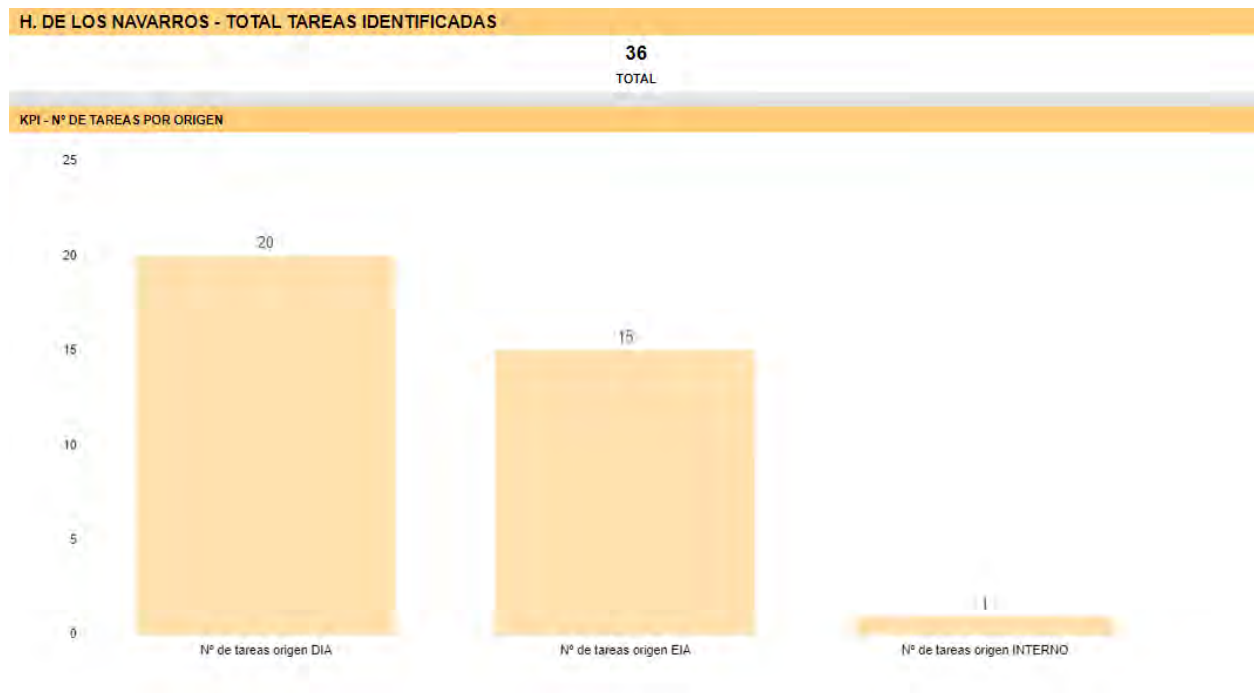 H. DE LOS NAVARROS - TOTAL TAREAS IDENTIFICADAS
36
TOTAL
KPI - Nº DE TAREAS POR ORIGEN
25
20
20
15
15
10
5
1
0
Nº de tareas origen DIA Nº de tareas origen EIA Nº de tareas origen INTERNO